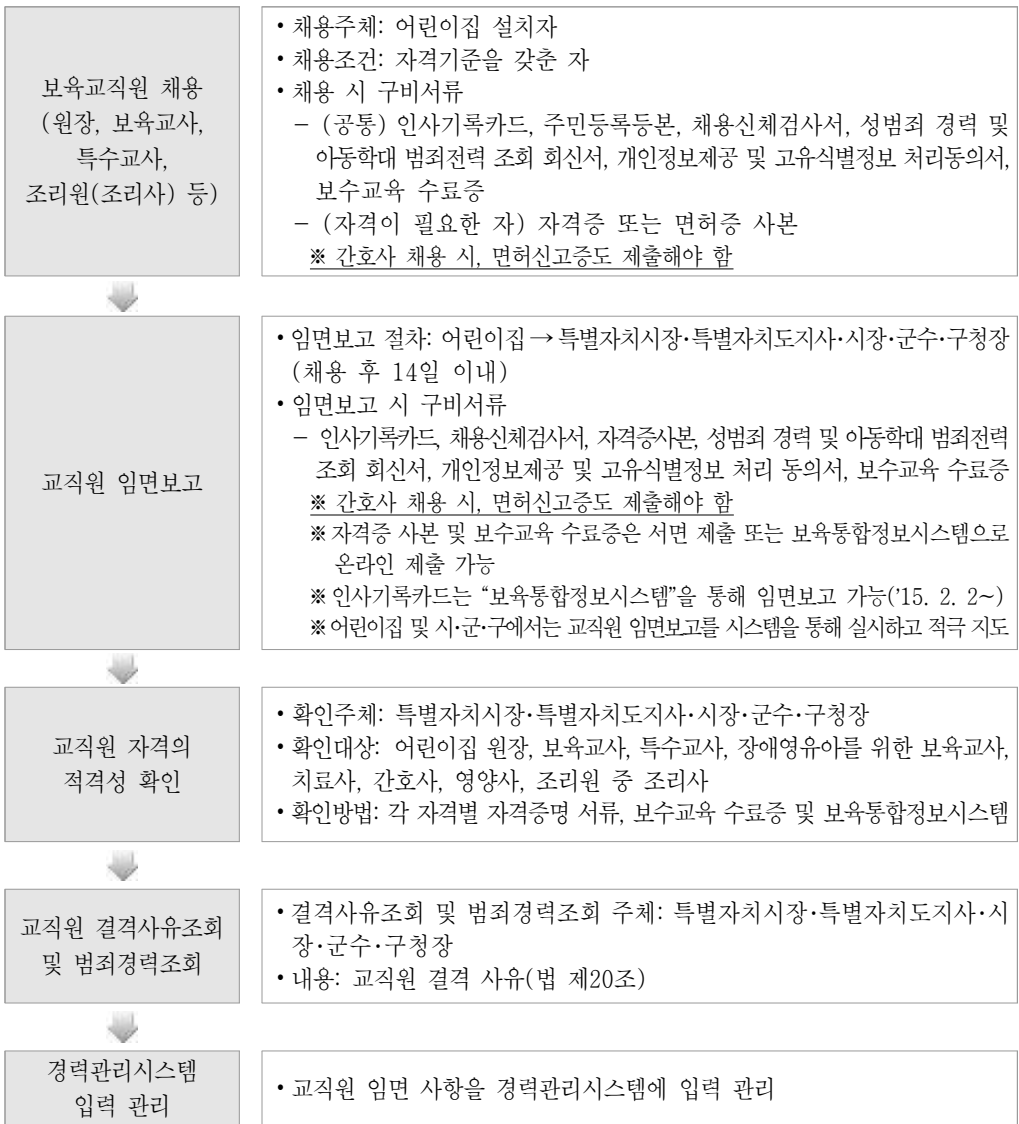 보육교직원 채용
(원장, 보육교사,
특수교사,
조리원(조리사) 등)
• 채용주체: 어린이집 설치자
• 채용조건: 자격기준을 갖춘 자
• 채용 시 구비서류
– (공통) 인사기록카드, 주민등록등본, 채용신체검사서, 성범죄 경력 및
아동학대 범죄전력 조회 회신서, 개인정보제공 및 고유식별정보 처리동의서,
보수교육 수료증
– (자격이 필요한 자) 자격증 또는 면허증 사본
※ 간호사 채용 시, 면허신고증도 제출해야 함
교직원 임면보고
• 임면보고 절차: 어린이집 → 특별자치시장·특별자치도지사·시장·군수·구청장
(채용 후 14일 이내)
• 임면보고 시 구비서류
– 인사기록카드, 채용신체검사서, 자격증사본, 성범죄 경력 및 아동학대 범죄전력
조회 회신서, 개인정보제공 및 고유식별정보 처리 동의서, 보수교육 수료증
※ 간호사 채용 시, 면허신고증도 제출해야 함
※ 자격증 사본 및 보수교육 수료증은 서면 제출 또는 보육통합정보시스템으로
온라인 제출 가능
※ 인사기록카드는 “보육통합정보시스템”을 통해 임면보고 가능(’15. 2. 2~)
※ 어린이집 및 시·군·구에서는 교직원 임면보고를 시스템을 통해 실시하고 적극 지도
교직원 자격의
적격성 확인
• 확인주체: 특별자치시장·특별자치도지사·시장·군수·구청장
• 확인대상: 어린이집 원장, 보육교사, 특수교사, 장애영유아를 위한 보육교사,
치료사, 간호사, 영양사, 조리원 중 조리사
• 확인방법: 각 자격별 자격증명 서류, 보수교육 수료증 및 보육통합정보시스템
교직원 결격사유조회
및 범죄경력조회
• 결격사유조회 및 범죄경력조회 주체: 특별자치시장·특별자치도지사·시
장·군수·구청장
• 내용: 교직원 결격 사유(법 제20조)
경력관리시스템
입력 관리
• 교직원 임면 사항을 경력관리시스템에 입력 관리